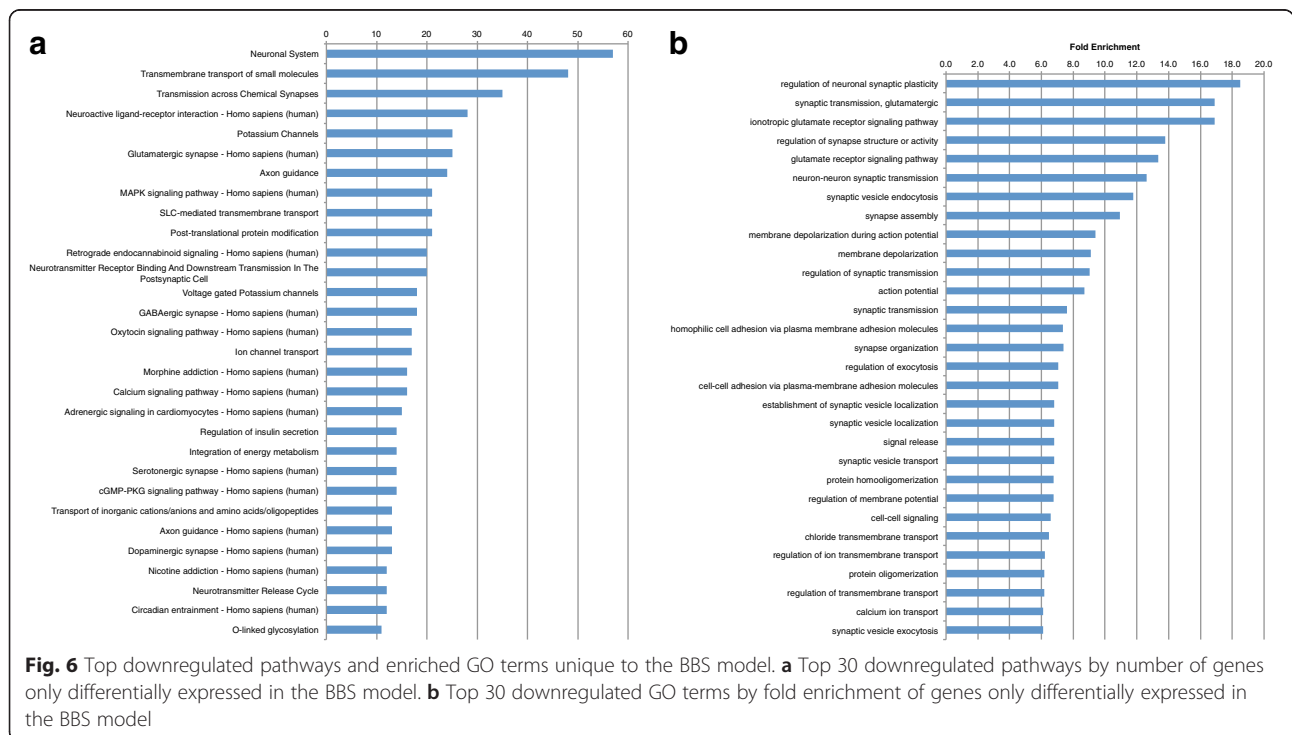 a
0 10 20 30 40 50 60
Neuronal System
Transmembrane transport of small molecules
Transmission across Chemical Synapses
Neuroactive ligand-receptor interaction - Homo sapiens (human)
Potassium Channels
Glutamatergic synapse - Homo sapiens (human)
Axon guidance
MAPK signaling pathway - Homo sapiens (human)
SLC-mediated transmembrane transport
Post-translational protein modification
Retrograde endocannabinoid signaling - Homo sapiens (human)
Neurotransmitter Receptor Binding And Downstream Transmission In The
Postsynaptic Cell
Voltage gated Potassium channels
GABAergic synapse - Homo sapiens (human)
Oxytocin signaling pathway - Homo sapiens (human)
Ion channel transport
Morphine addiction - Homo sapiens (human)
Calcium signaling pathway - Homo sapiens (human)
Adrenergic signaling in cardiomyocytes - Homo sapiens (human)
Regulation of insulin secretion
Integration of energy metabolism
Serotonergic synapse - Homo sapiens (human)
cGMP-PKG signaling pathway - Homo sapiens (human)
Transport of inorganic cations/anions and amino acids/oligopeptides
Axon guidance - Homo sapiens (human)
Dopaminergic synapse - Homo sapiens (human)
Nicotine addiction - Homo sapiens (human)
Neurotransmitter Release Cycle
Circadian entrainment - Homo sapiens (human)
O-linked glycosylation
b
Fold Enrichment
0.0 2.0 4.0 6.0 8.0 10.0 12.0 14.0 16.0 18.0 20.0
regulation of neuronal synaptic plasticity
synaptic transmission, glutamatergic
ionotropic glutamate receptor signaling pathway
regulation of synapse structure or activity
glutamate receptor signaling pathway
neuron-neuron synaptic transmission
synaptic vesicle endocytosis
synapse assembly
membrane depolarization during action potential
membrane depolarization
regulation of synaptic transmission
action potential
synaptic transmission
homophilic cell adhesion via plasma membrane adhesion molecules
synapse organization
regulation of exocytosis
cell-cell adhesion via plasma-membrane adhesion molecules
establishment of synaptic vesicle localization
synaptic vesicle localization
signal release
synaptic vesicle transport
protein homooligomerization
regulation of membrane potential
cell-cell signaling
chloride transmembrane transport
regulation of ion transmembrane transport
protein oligomerization
regulation of transmembrane transport
calcium ion transport
synaptic vesicle exocytosis
Fig. 6 Top downregulated pathways and enriched GO terms unique to the BBS model. a Top 30 downregulated pathways by number of genes
only differentially expressed in the BBS model. b Top 30 downregulated GO terms by fold enrichment of genes only differentially expressed in
the BBS model